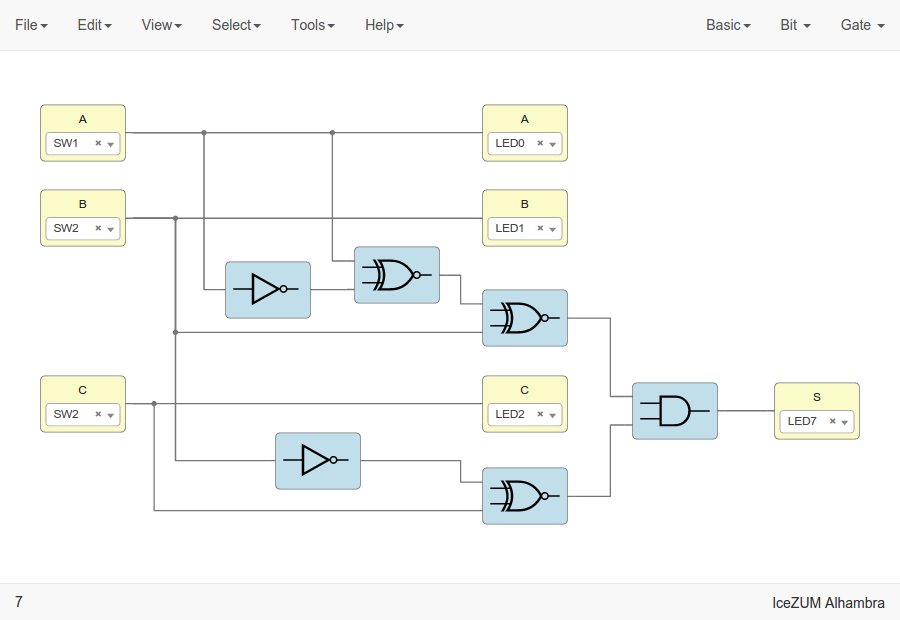 File Edit View Select Tools Help Basic Bit Gate
A
SW1
A
LED0
B
SW2
B
LED1
C
SW2
C
LED2
S
LED7
7
IceZUM Alhambra